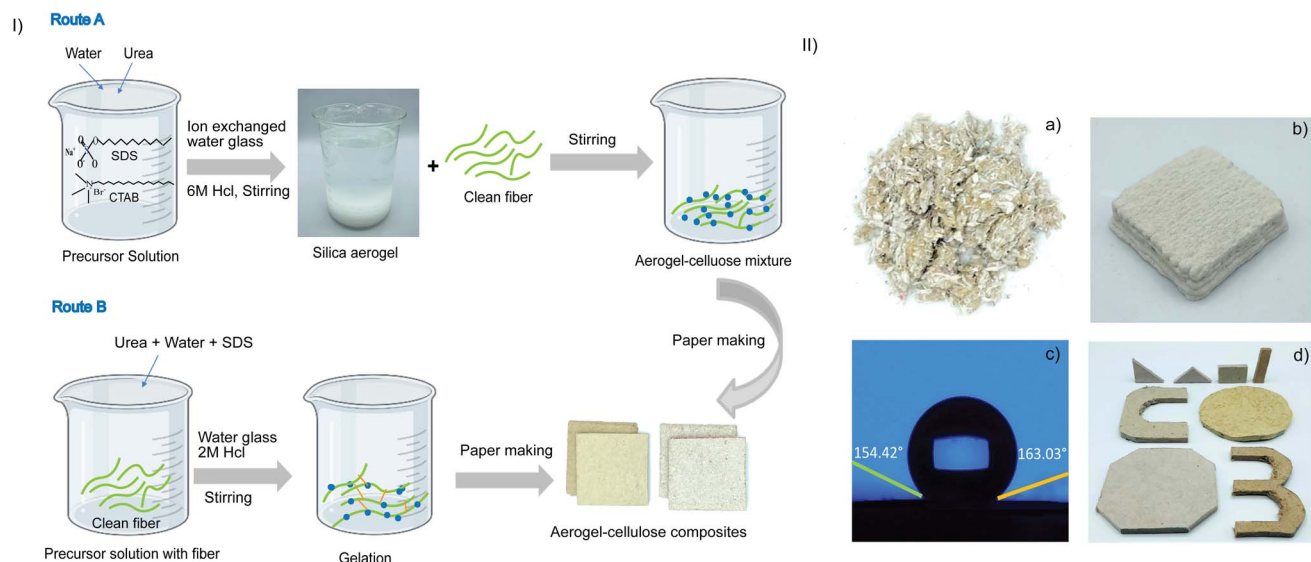 I)
Route A
Water
Urea
Na+
O
O
S
O
O
SDS
N+
Br-
CTAB
Precursor Solution
Ion exchanged
water glass
6M Hcl, Stirring
Silica aerogel
+
Clean fiber
Stirring
Aerogel-celluose mixture
Paper making
Route B
Urea + Water + SDS
Clean fiber
Precursor solution with fiber
Water glass
2M Hcl
Stirring
Gelation
Paper making
Aerogel-cellulose composites
II)
a)
b)
c)
154.42°
163.03°
d)